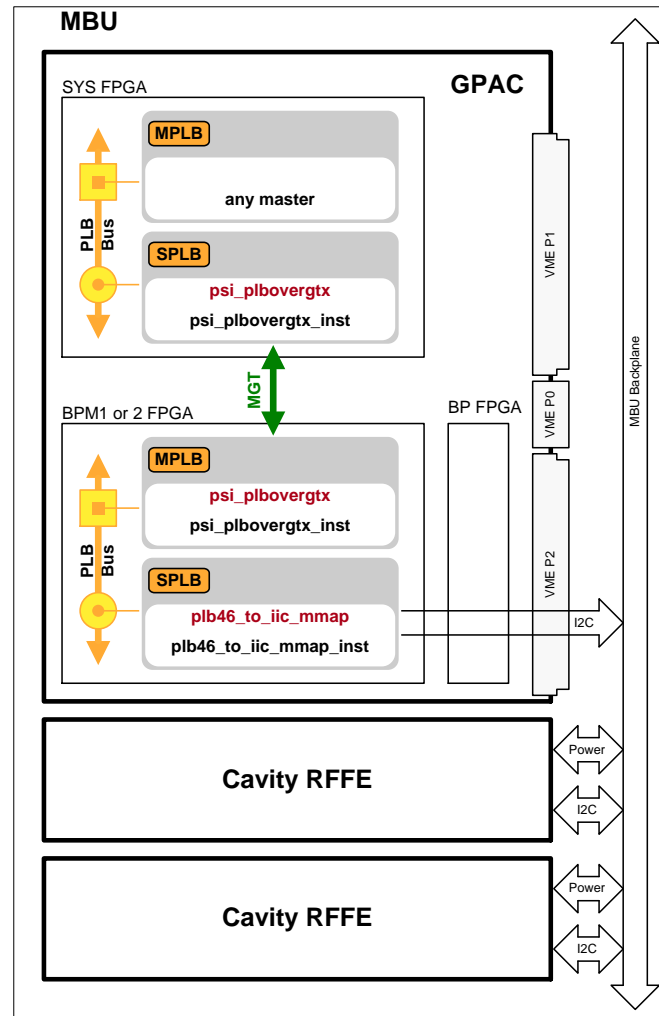 MBU
SYS FPGA
GPAC
MPLB
any master
PLB
Bus
SPLB
psi_plbovergtx
psi_plbovergtx_inst
VME P1
MGT
VME P0
MBU Backplane
BPM1 or 2 FPGA
BP FPGA
MPLB
psi_plbovergtx
psi_plbovergtx_inst
PLB
Bus
SPLB
plb46_to_iic_mmap
plb46_to_iic_mmap_inst
VME P2
I2C
Cavity RFFE
Power
I2C
Cavity RFFE
Power
I2C